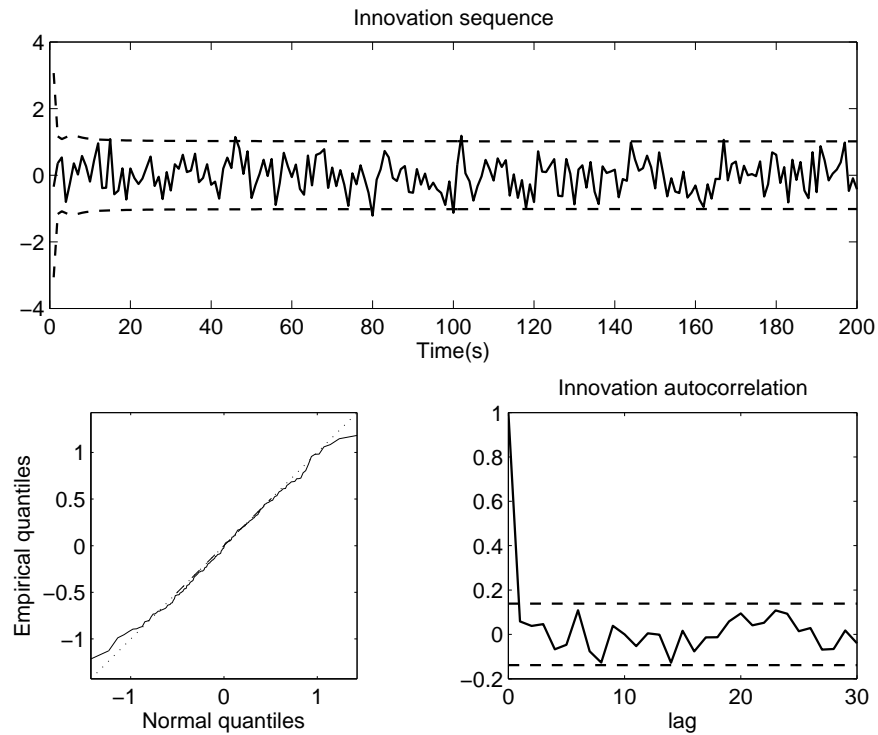 Innovation sequence
4
2
0
−2
−4
0 20 40 60 80 100 120 140 160 180 200
Time(s)
Empirical quantiles
1
0.5
0
−0.5
−1
−1 0 1
Normal quantiles
Innovation autocorrelation
1
0.8
0.6
0.4
0.2
0
−0.2
0 10 20 30
lag